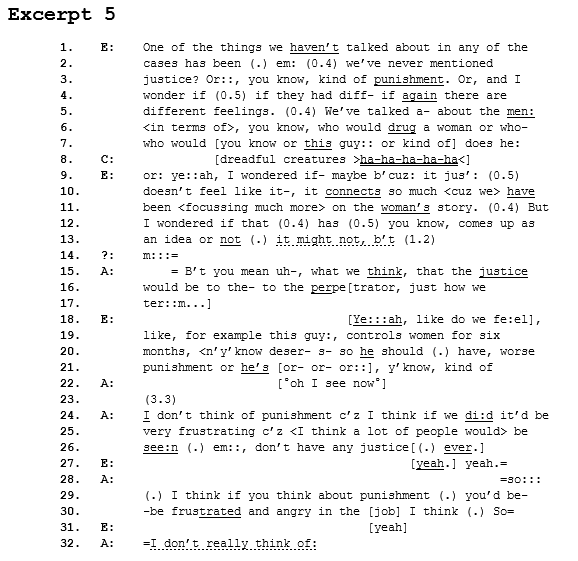 Excerpt 5
1. E: One of the things we haven't talked about in any of the
2. cases has been (.) em: (0.4) we've never mentioned
3. justice? Or::, you know, kind of punishment. Or, and I
4. wonder if (0.5) if they had diff- if again there are
5. different feelings. (0.4) We've talked a- about the men:
6. <in terms of>, you know, who would drug a woman or who-
7. who would [you know or this guy:: or kind of] does he:
8. C: [dreadful creatures >ha-ha-ha-ha-ha<]
9. E: or: ye::ah, I wondered if- maybe b'cuz: it jus': (0.5)
10. doesn't feel like it-, it connects so much <cuz we> have
11. been <focussing much more> on the woman's story. (0.4) But
12. I wondered if that (0.4) has (0.5) you know, comes up as
13. an idea or not (.) it might not, b't (1.2)
14. ?: m:::=
15. A: = B't you mean uh-, what we think, that the justice
16. would be to the- to the perpe[trator, just how we
17. ter::m...]
18. E: [Ye:::ah, like do we fe:el],
19. like, for example this guy:, controls women for six
20. months, <n'y'know deser- s- so he should (.) have, worse
21. punishment or he's [or- or- or::], y'know, kind of
22. A: [°oh I see now°]
23. (3.3)
24. A: I don't think of punishment c'z I think if we di:d it'd be
25. very frustrating c'z <I think a lot of people would> be
26. see:n (.) em::, don't have any justice[(.) ever.]
27. E: [yeah.] yeah.=
28. A: =so:::
29. (.) I think if you think about punishment (.) you'd be-
30. -be frustrated and angry in the [job] I think (.) So=
31. E: [yeah]
32. A: =I don't really think of: